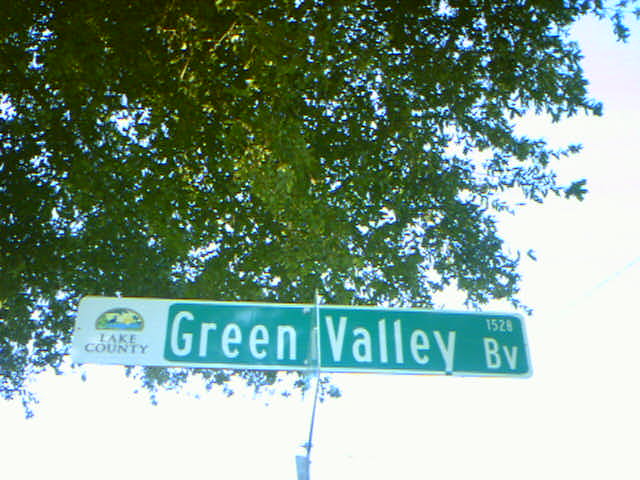 LAKE
COUNTY
Green Valley Bv
1528